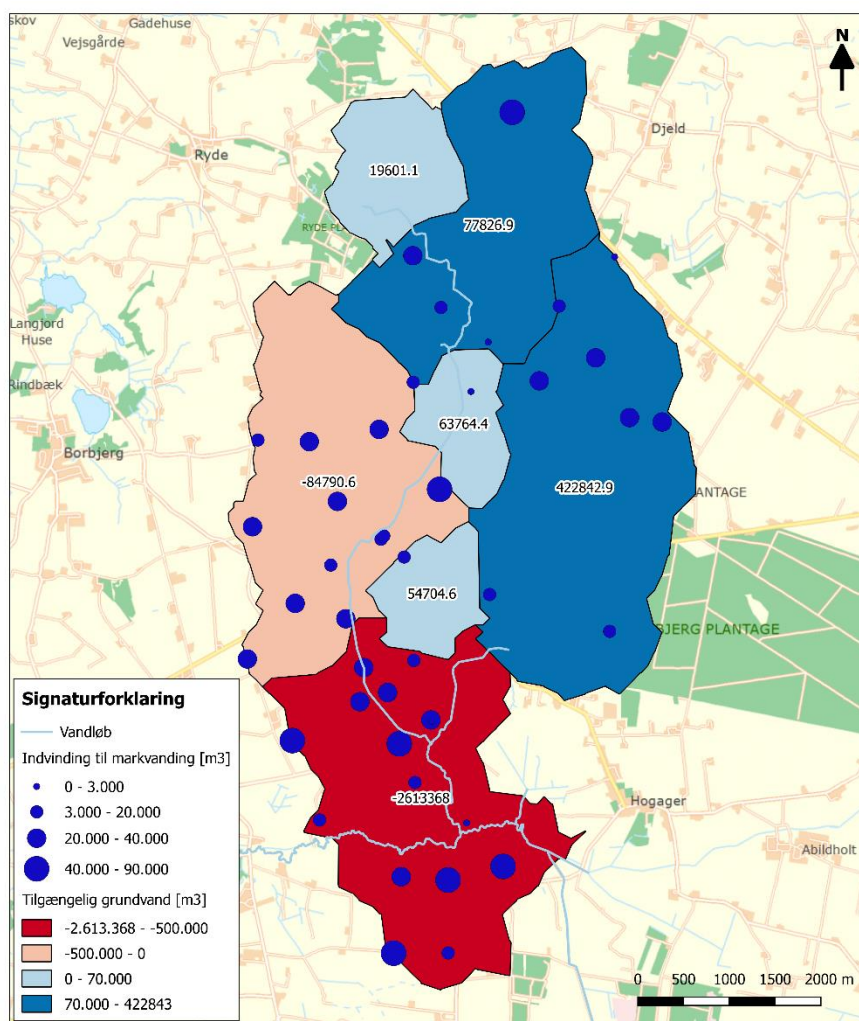 skov
Gadehuse
Vejsgårde
N
Djeld
Ryde
19601.1
RYDE PLA
77826.9
Langjord
Huse
Rindbæk
63764.4
Borbjerg
-84790.6
422842.9
ANTAGE
54704.6
BJERG PLANTAGE
Signaturforklaring
Vandløb
Indvinding til markvanding [m3]
0 - 3.000
3.000 - 20.000
20.000 - 40.000
40.000 - 90.000
Tilgængelig grundvand [m3]
-2.613.368 - -500.000
-500.000 - 0
0 - 70.000
70.000 - 422843
-2613368
Hogager
Abildholt
0 500 1000 1500 2000 m